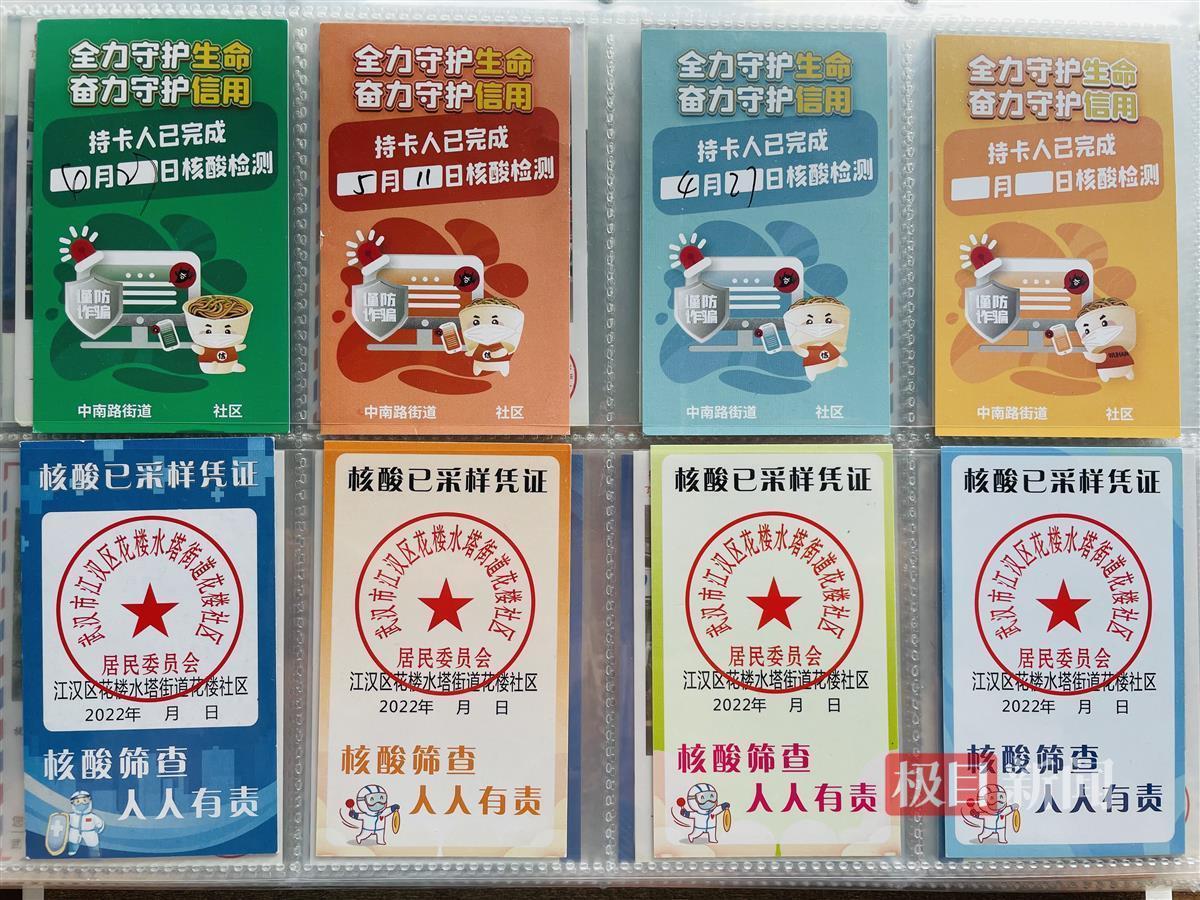 全力守护生命
奋力守护信用
持卡人已完成
6月27日核酸检测
谨防
诈骗
信
中南路街道 社区
全力守护生命
奋力守护信用
持卡人已完成
5月11日核酸检测
谨防
诈骗
信
中南路街道 社区
全力守护生命
奋力守护信用
持卡人已完成
4月27日核酸检测
谨防
诈骗
信
中南路街道 社区
全力守护生命
奋力守护信用
持卡人已完成
月 日核酸检测
谨防
诈骗
WUHAN
中南路街道 社区
核酸已采样凭证
武汉市江汉区花楼水塔街道花楼社区
居民委员会
江汉区花楼水塔街道花楼社区
2022年 月 日
核酸筛查
人人有责
核酸已采样凭证
武汉市江汉区花楼水塔街道花楼社区
居民委员会
江汉区花楼水塔街道花楼社区
2022年 月 日
核酸筛查
人人有责
核酸已采样凭证
武汉市江汉区花楼水塔街道花楼社区
居民委员会
江汉区花楼水塔街道花楼社区
2022年 月 日
核酸筛查
人人有责
核酸已采样凭证
武汉市江汉区花楼水塔街道花楼社区
居民委员会
江汉区花楼水塔街道花楼社区
2022年 月 日
核酸筛查
人人有责
极目新闻